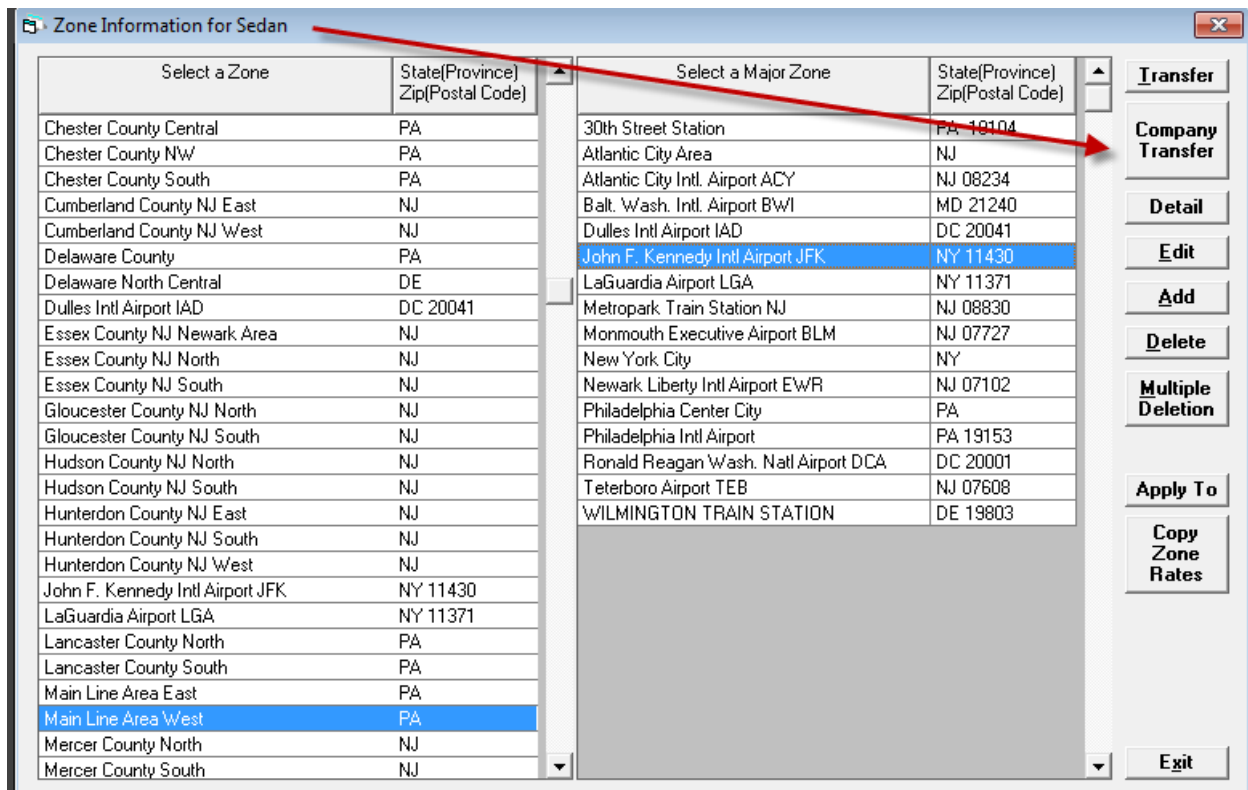 Zone Information for Sedan
Select a Zone State(Province) Zip(Postal Code)
Chester County Central PA
Chester County NW PA
Chester County South PA
Cumberland County NJ East NJ
Cumberland County NJ West NJ
Delaware County PA
Delaware North Central DE
Dulles Intl Airport IAD DC 20041
Essex County NJ Newark Area NJ
Essex County NJ North NJ
Essex County NJ South NJ
Gloucester County NJ North NJ
Gloucester County NJ South NJ
Hudson County NJ North NJ
Hudson County NJ South NJ
Hunterdon County NJ East NJ
Hunterdon County NJ South NJ
Hunterdon County NJ West NJ
John F. Kennedy Intl Airport JFK NY 11430
LaGuardia Airport LGA NY 11371
Lancaster County North PA
Lancaster County South PA
Main Line Area East PA
Main Line Area West PA
Mercer County North NJ
Mercer County South NJ
Select a Major Zone State(Province) Zip(Postal Code)
30th Street Station PA 19104
Atlantic City Area NJ
Atlantic City Intl. Airport ACY NJ 08234
Balt. Wash. Intl. Airport BWI MD 21240
Dulles Intl Airport IAD DC 20041
John F. Kennedy Intl Airport JFK NY 11430
LaGuardia Airport LGA NY 11371
Metropark Train Station NJ NJ 08830
Monmouth Executive Airport BLM NJ 07727
New York City NY
Newark Liberty Intl Airport EWR NJ 07102
Philadelphia Center City PA
Philadelphia Intl Airport PA 19153
Ronald Reagan Wash. Natl Airport DCA DC 20001
Teterboro Airport TEB NJ 07608
WILMINGTON TRAIN STATION DE 19803
Transfer
Company
Transfer
Detail
Edit
Add
Delete
Multiple
Deletion
Apply To
Copy
Zone
Rates
Exit